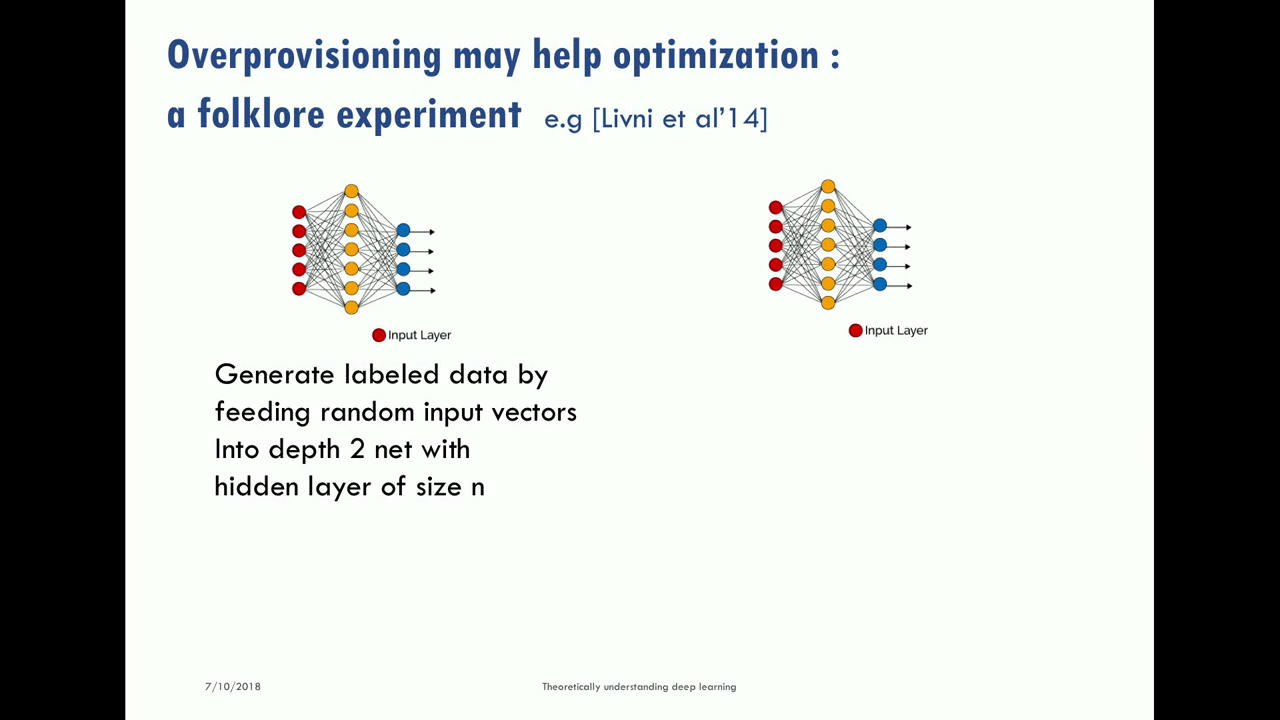 Overprovisioning may help optimization :
a folklore experiment e.g [Livni et al’14]
Input Layer
Input Layer
Generate labeled data by
feeding random input vectors
Into depth 2 net with
hidden layer of size n
7/10/2018
Theoretically understanding deep learning